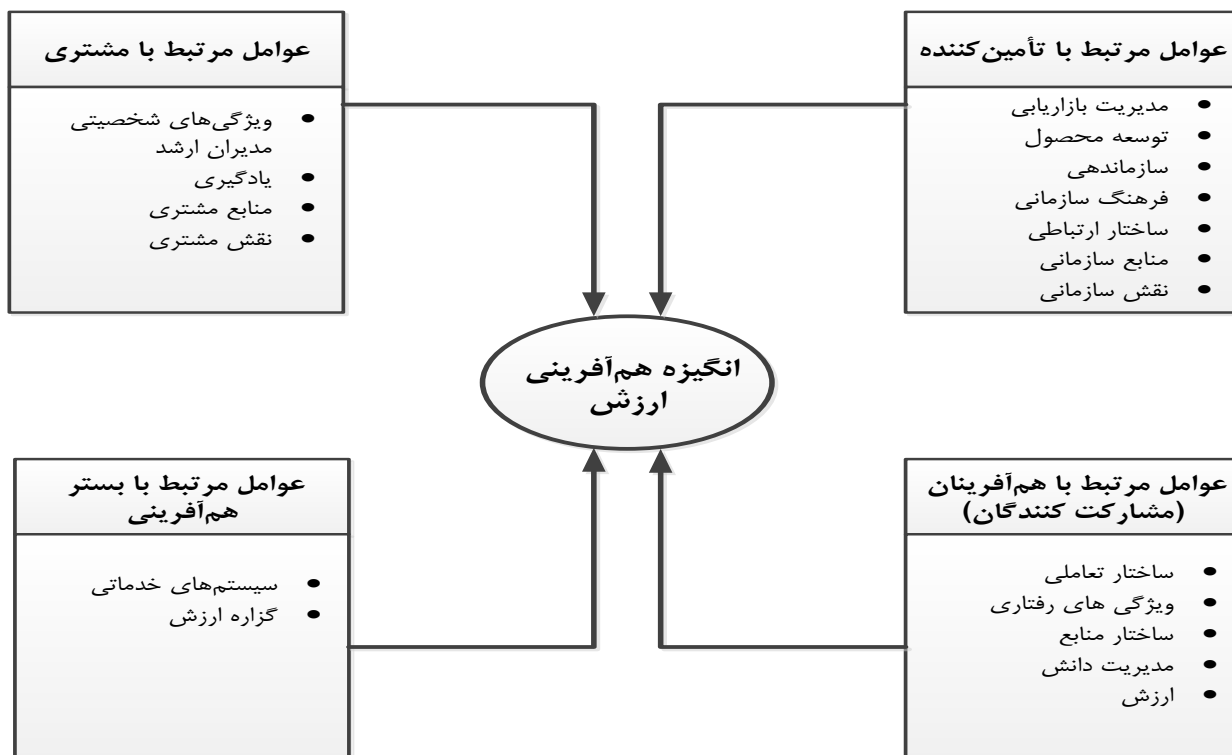 عوامل مرتبط با تأمین‌کننده
• مدیریت بازاریابی
• توسعه محصول
• سازماندهی
• فرهنگ سازمانی
• ساختار ارتباطی
• منابع سازمانی
• نقش سازمانی
عوامل مرتبط با مشتری
• ویژگی‌های شخصیتی
مدیران ارشد
• یادگیری
• منابع مشتری
• نقش مشتری
انگیزه هم‌آفرینی
ارزش
عوامل مرتبط با هم‌آفرینان
(مشارکت کنندگان)
• ساختار تعاملی
• ویژگی های رفتاری
• ساختار منابع
• مدیریت دانش
• ارزش
عوامل مرتبط با بستر
هم‌آفرینی
• سیستم‌های خدماتی
• گزاره ارزش